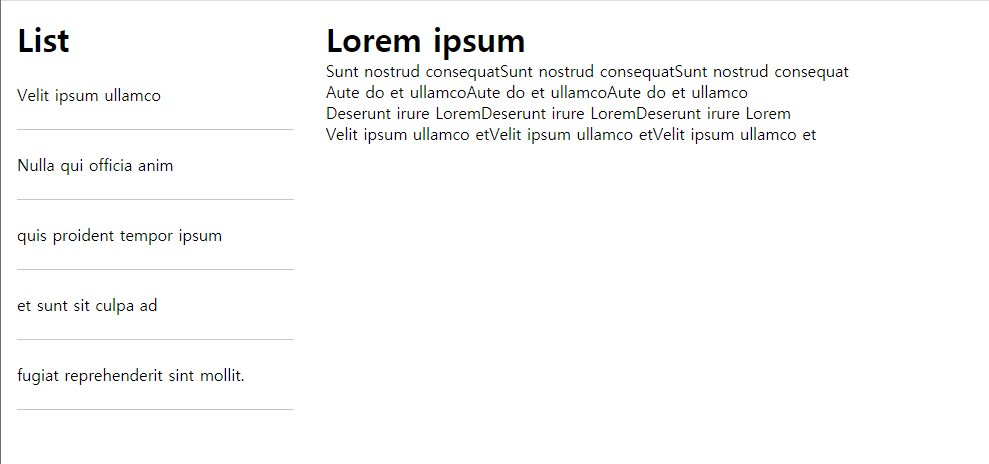 List
Velit ipsum ullamco
Nulla qui officia anim
quis proident tempor ipsum
et sunt sit culpa ad
fugiat reprehenderit sint mollit.
Lorem ipsum
Sunt nostrud consequatSunt nostrud consequatSunt nostrud consequat
Aute do et ullamcoAute do et ullamcoAute do et ullamco
Deserunt irure LoremDeserunt irure LoremDeserunt irure Lorem
Velit ipsum ullamco etVelit ipsum ullamco etVelit ipsum ullamco et